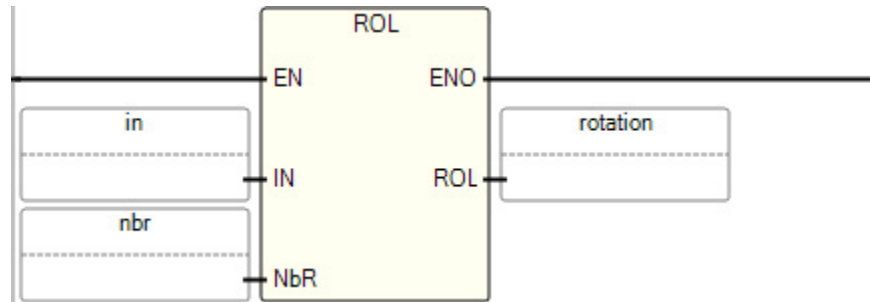 ROL
EN ENO
in rotation
IN ROL
nbr
NbR